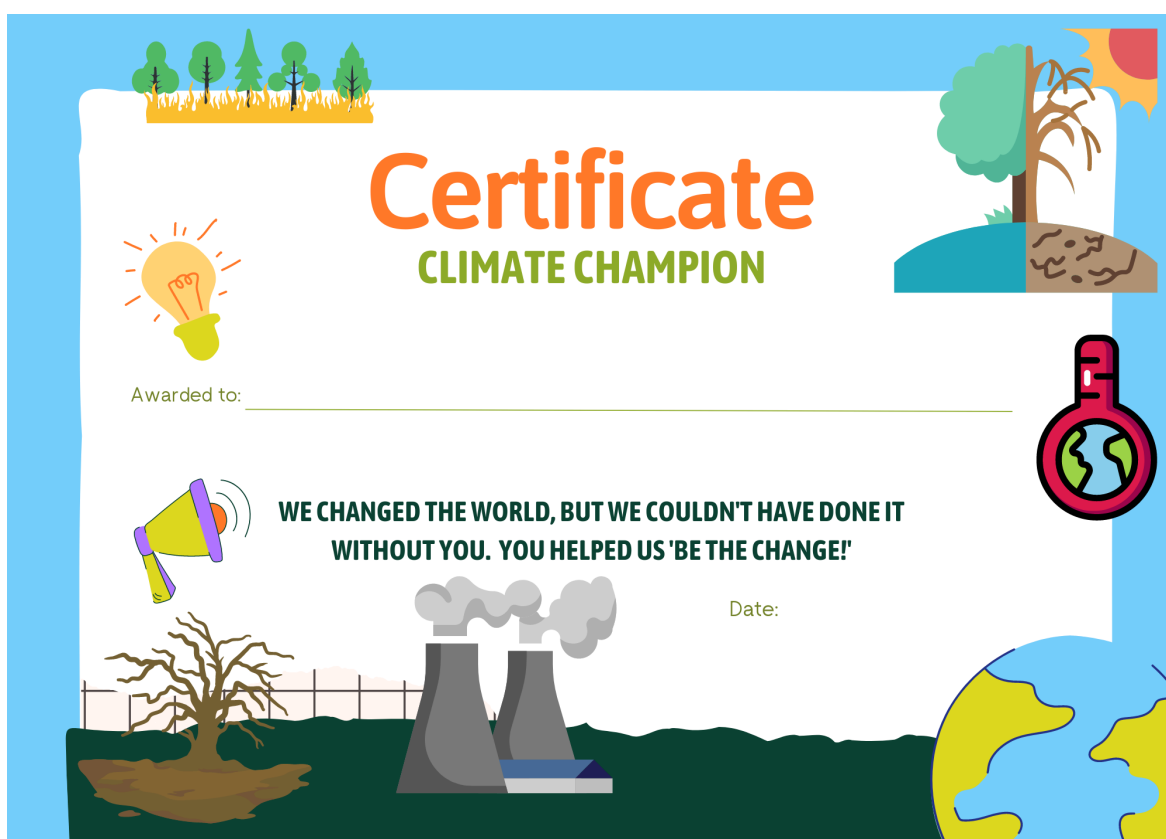 Certificate
CLIMATE CHAMPION
Awarded to:
WE CHANGED THE WORLD, BUT WE COULDN'T HAVE DONE IT
WITHOUT YOU.  YOU HELPED US 'BE THE CHANGE!'
Date: